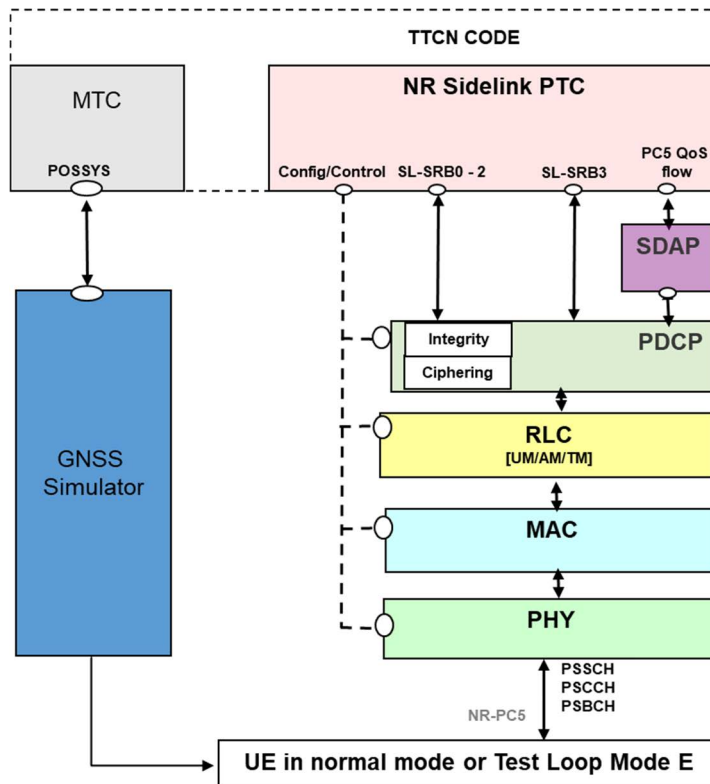 TTCN CODE
MTC
NR Sidelink PTC
POSSYS
Config/Control
SL-SRB0 - 2
SL-SRB3
PC5 QoS
flow
SDAP
PDCP
Integrity
Ciphering
RLC
[UM/AM/TM]
GNSS
Simulator
MAC
PHY
PSSCH
PSCCH
PSBCH
NR-PC5
UE in normal mode or Test Loop Mode E